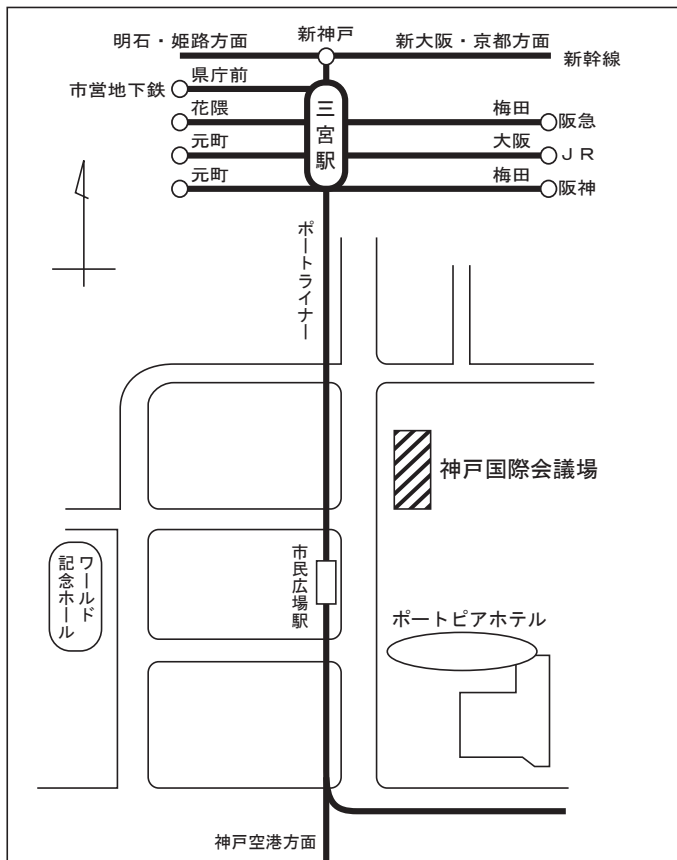 新神戸
明石・姫路方面
新大阪・京都方面
新幹線
市営地下鉄
県庁前
花隈
梅田
阪急
元町
大阪
JR
元町
梅田
阪神
三宮駅
ポートライナー
神戸国際会議場
市民広場駅
ワールド
記念ホール
ポートピアホテル
神戸空港方面